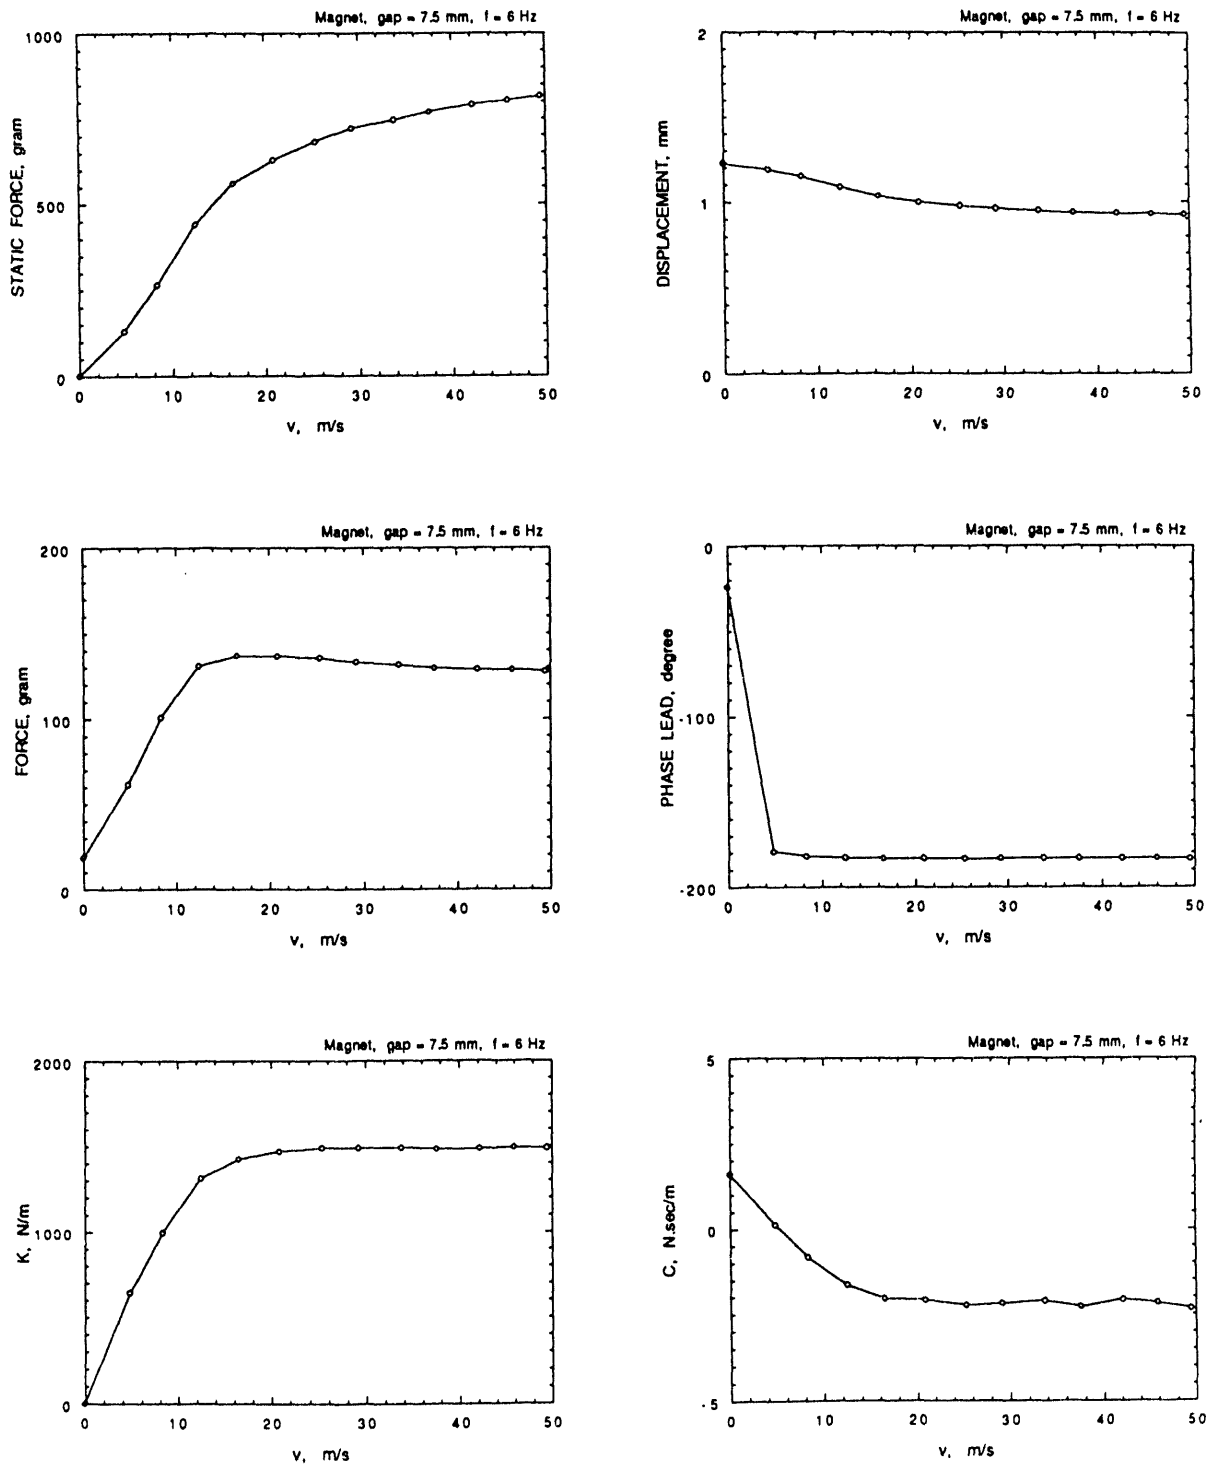 Magnet, gap = 7.5 mm, f = 6 Hz
1000
500
0
STATIC FORCE, gram
0 10 20 30 40 50
v, m/s
Magnet, gap = 7.5 mm, f = 6 Hz
2
1
0
DISPLACEMENT, mm
0 10 20 30 40 50
v, m/s
Magnet, gap = 7.5 mm, f = 6 Hz
200
100
0
FORCE, gram
0 10 20 30 40 50
v, m/s
Magnet, gap = 7.5 mm, f = 6 Hz
0
-100
-200
PHASE LEAD, degree
0 10 20 30 40 50
v, m/s
Magnet, gap = 7.5 mm, f = 6 Hz
2000
1000
0
K, N/m
0 10 20 30 40 50
v, m/s
Magnet, gap = 7.5 mm, f = 6 Hz
5
0
-5
C, N.sec/m
0 10 20 30 40 50
v, m/s